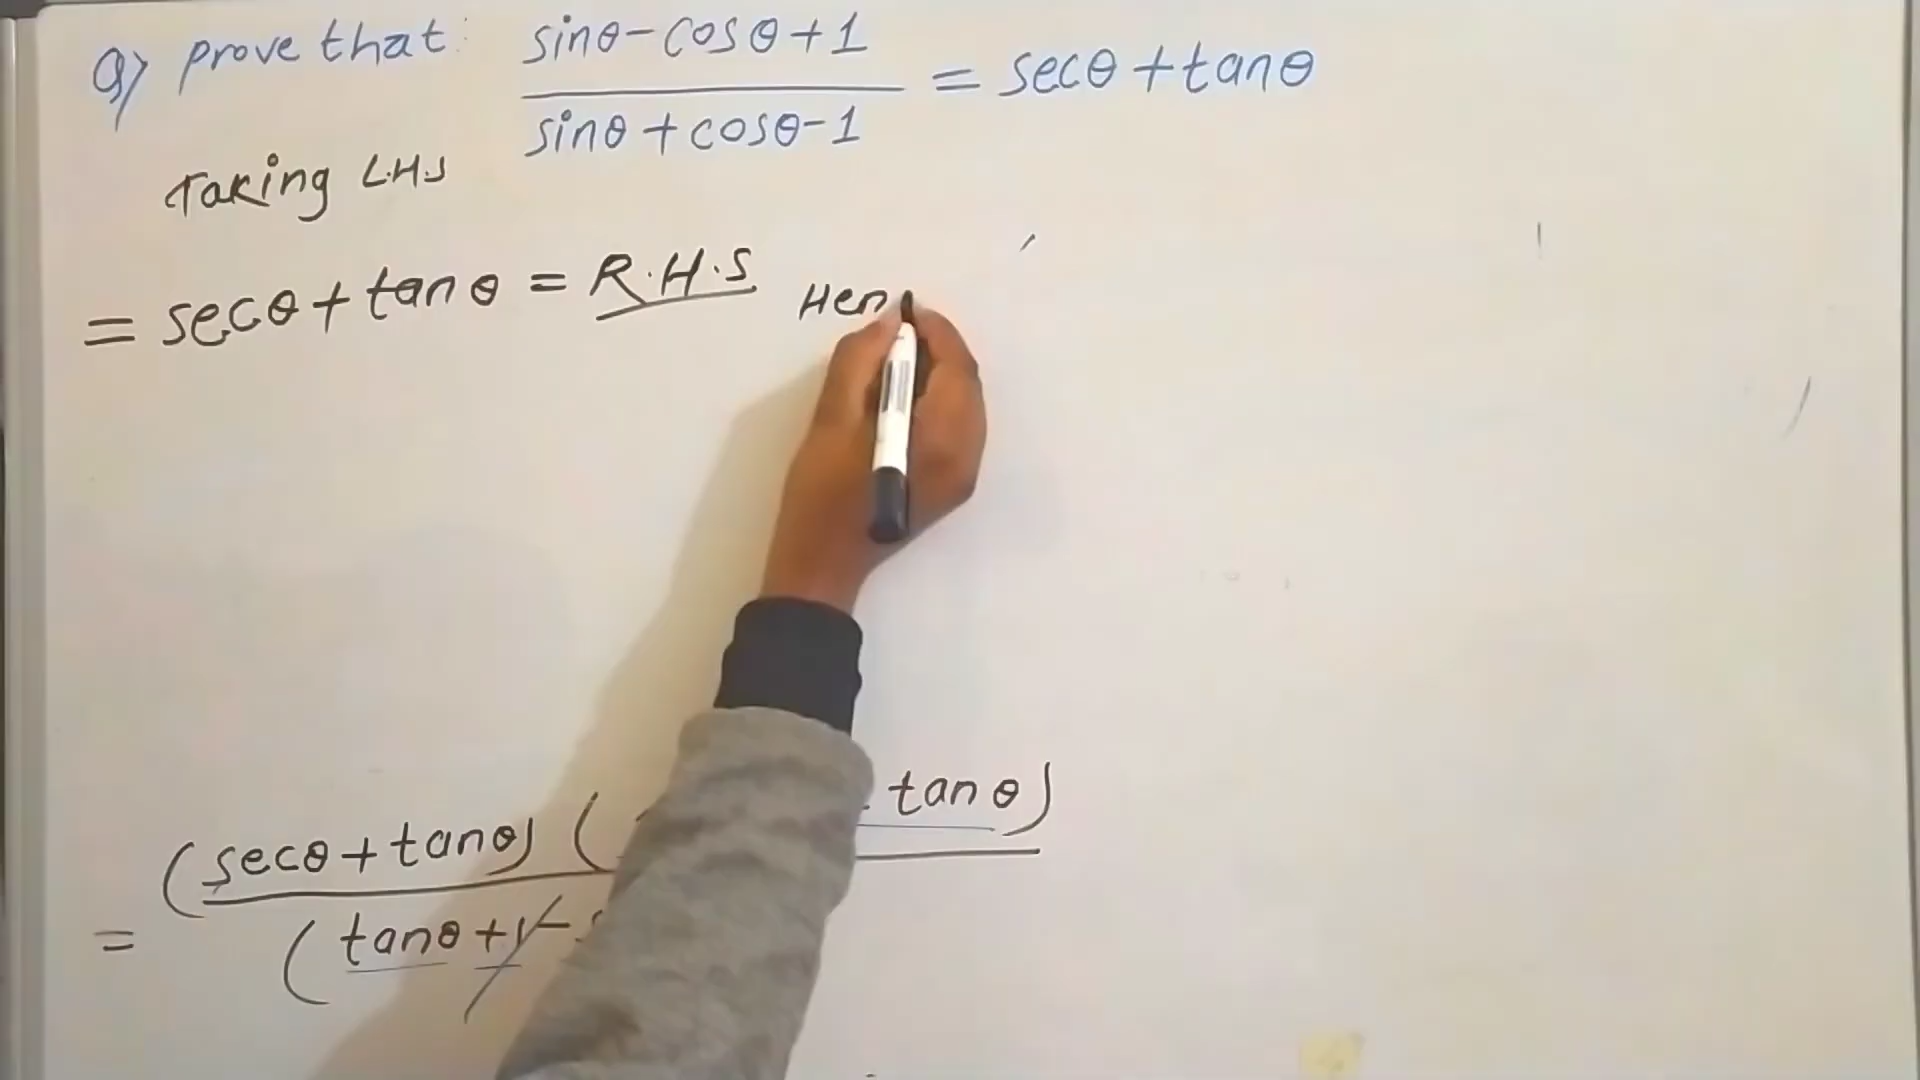 Q) prove that: sinθ-cosθ+1
sinθ+cosθ-1
= secθ+tanθ
Taking L.H.S
= secθ+tanθ = R.H.S Hen
(secθ+tanθ) ( tanθ)
= (tanθ+1-